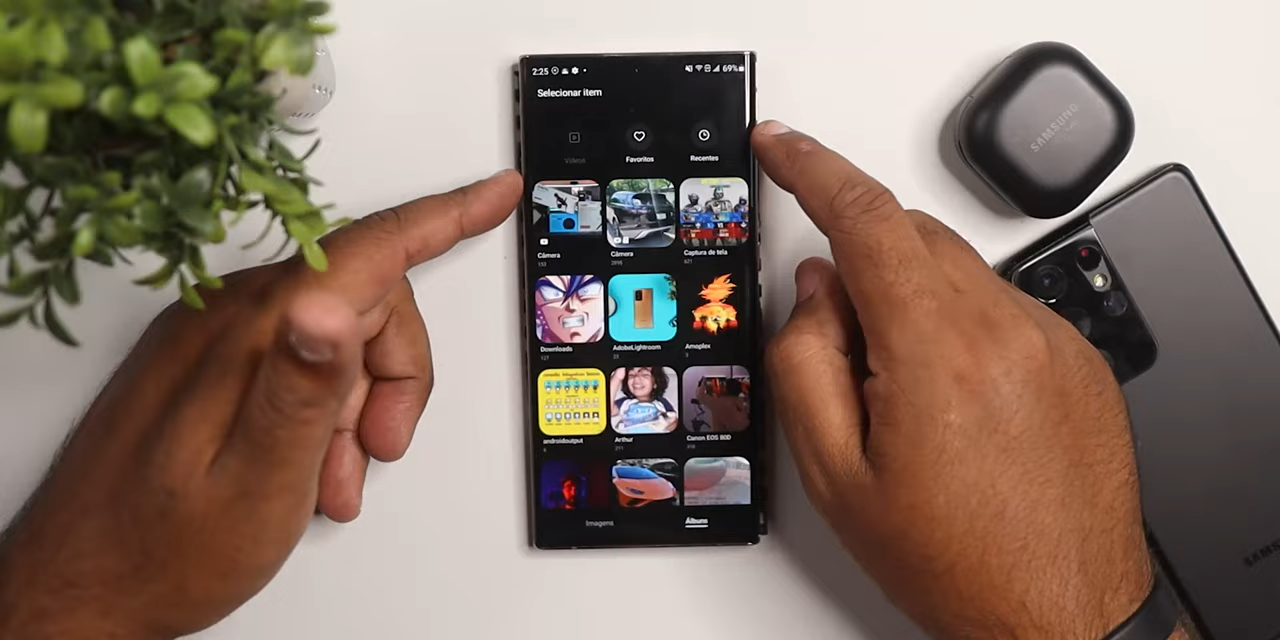 2:25
69%
Selecionar item
Vídeos
Favoritos
Recentes
Câmera
Câmera
Captura de tela
Downloads
AdobeLightroom
Amoplex
androidoutput
Arthur
Canon EOS 80D
Imagens
Álbuns
SAMSUNG